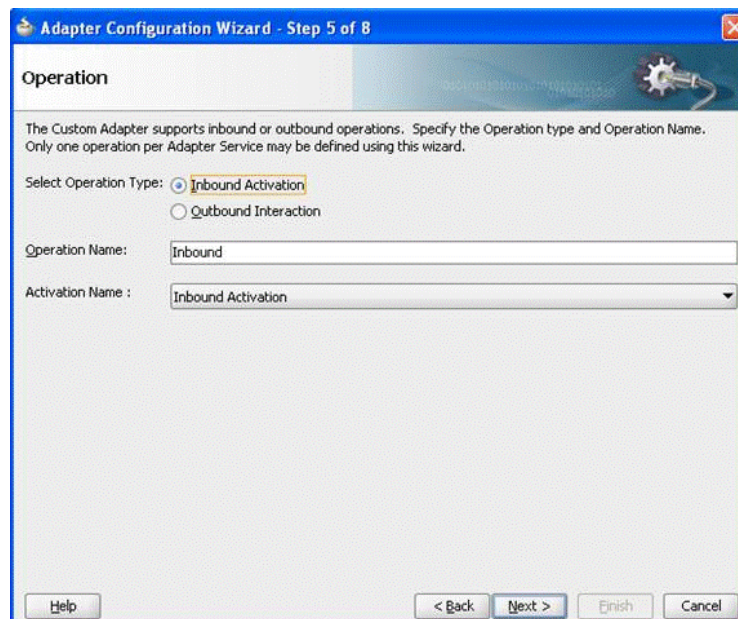 Adapter Configuration Wizard - Step 5 of 8
Operation
The Custom Adapter supports inbound or outbound operations. Specify the Operation type and Operation Name.
Only one operation per Adapter Service may be defined using this wizard.
Select Operation Type: Inbound Activation
Outbound Interaction
Operation Name: Inbound
Activation Name : Inbound Activation
Help < Back Next > Finish Cancel